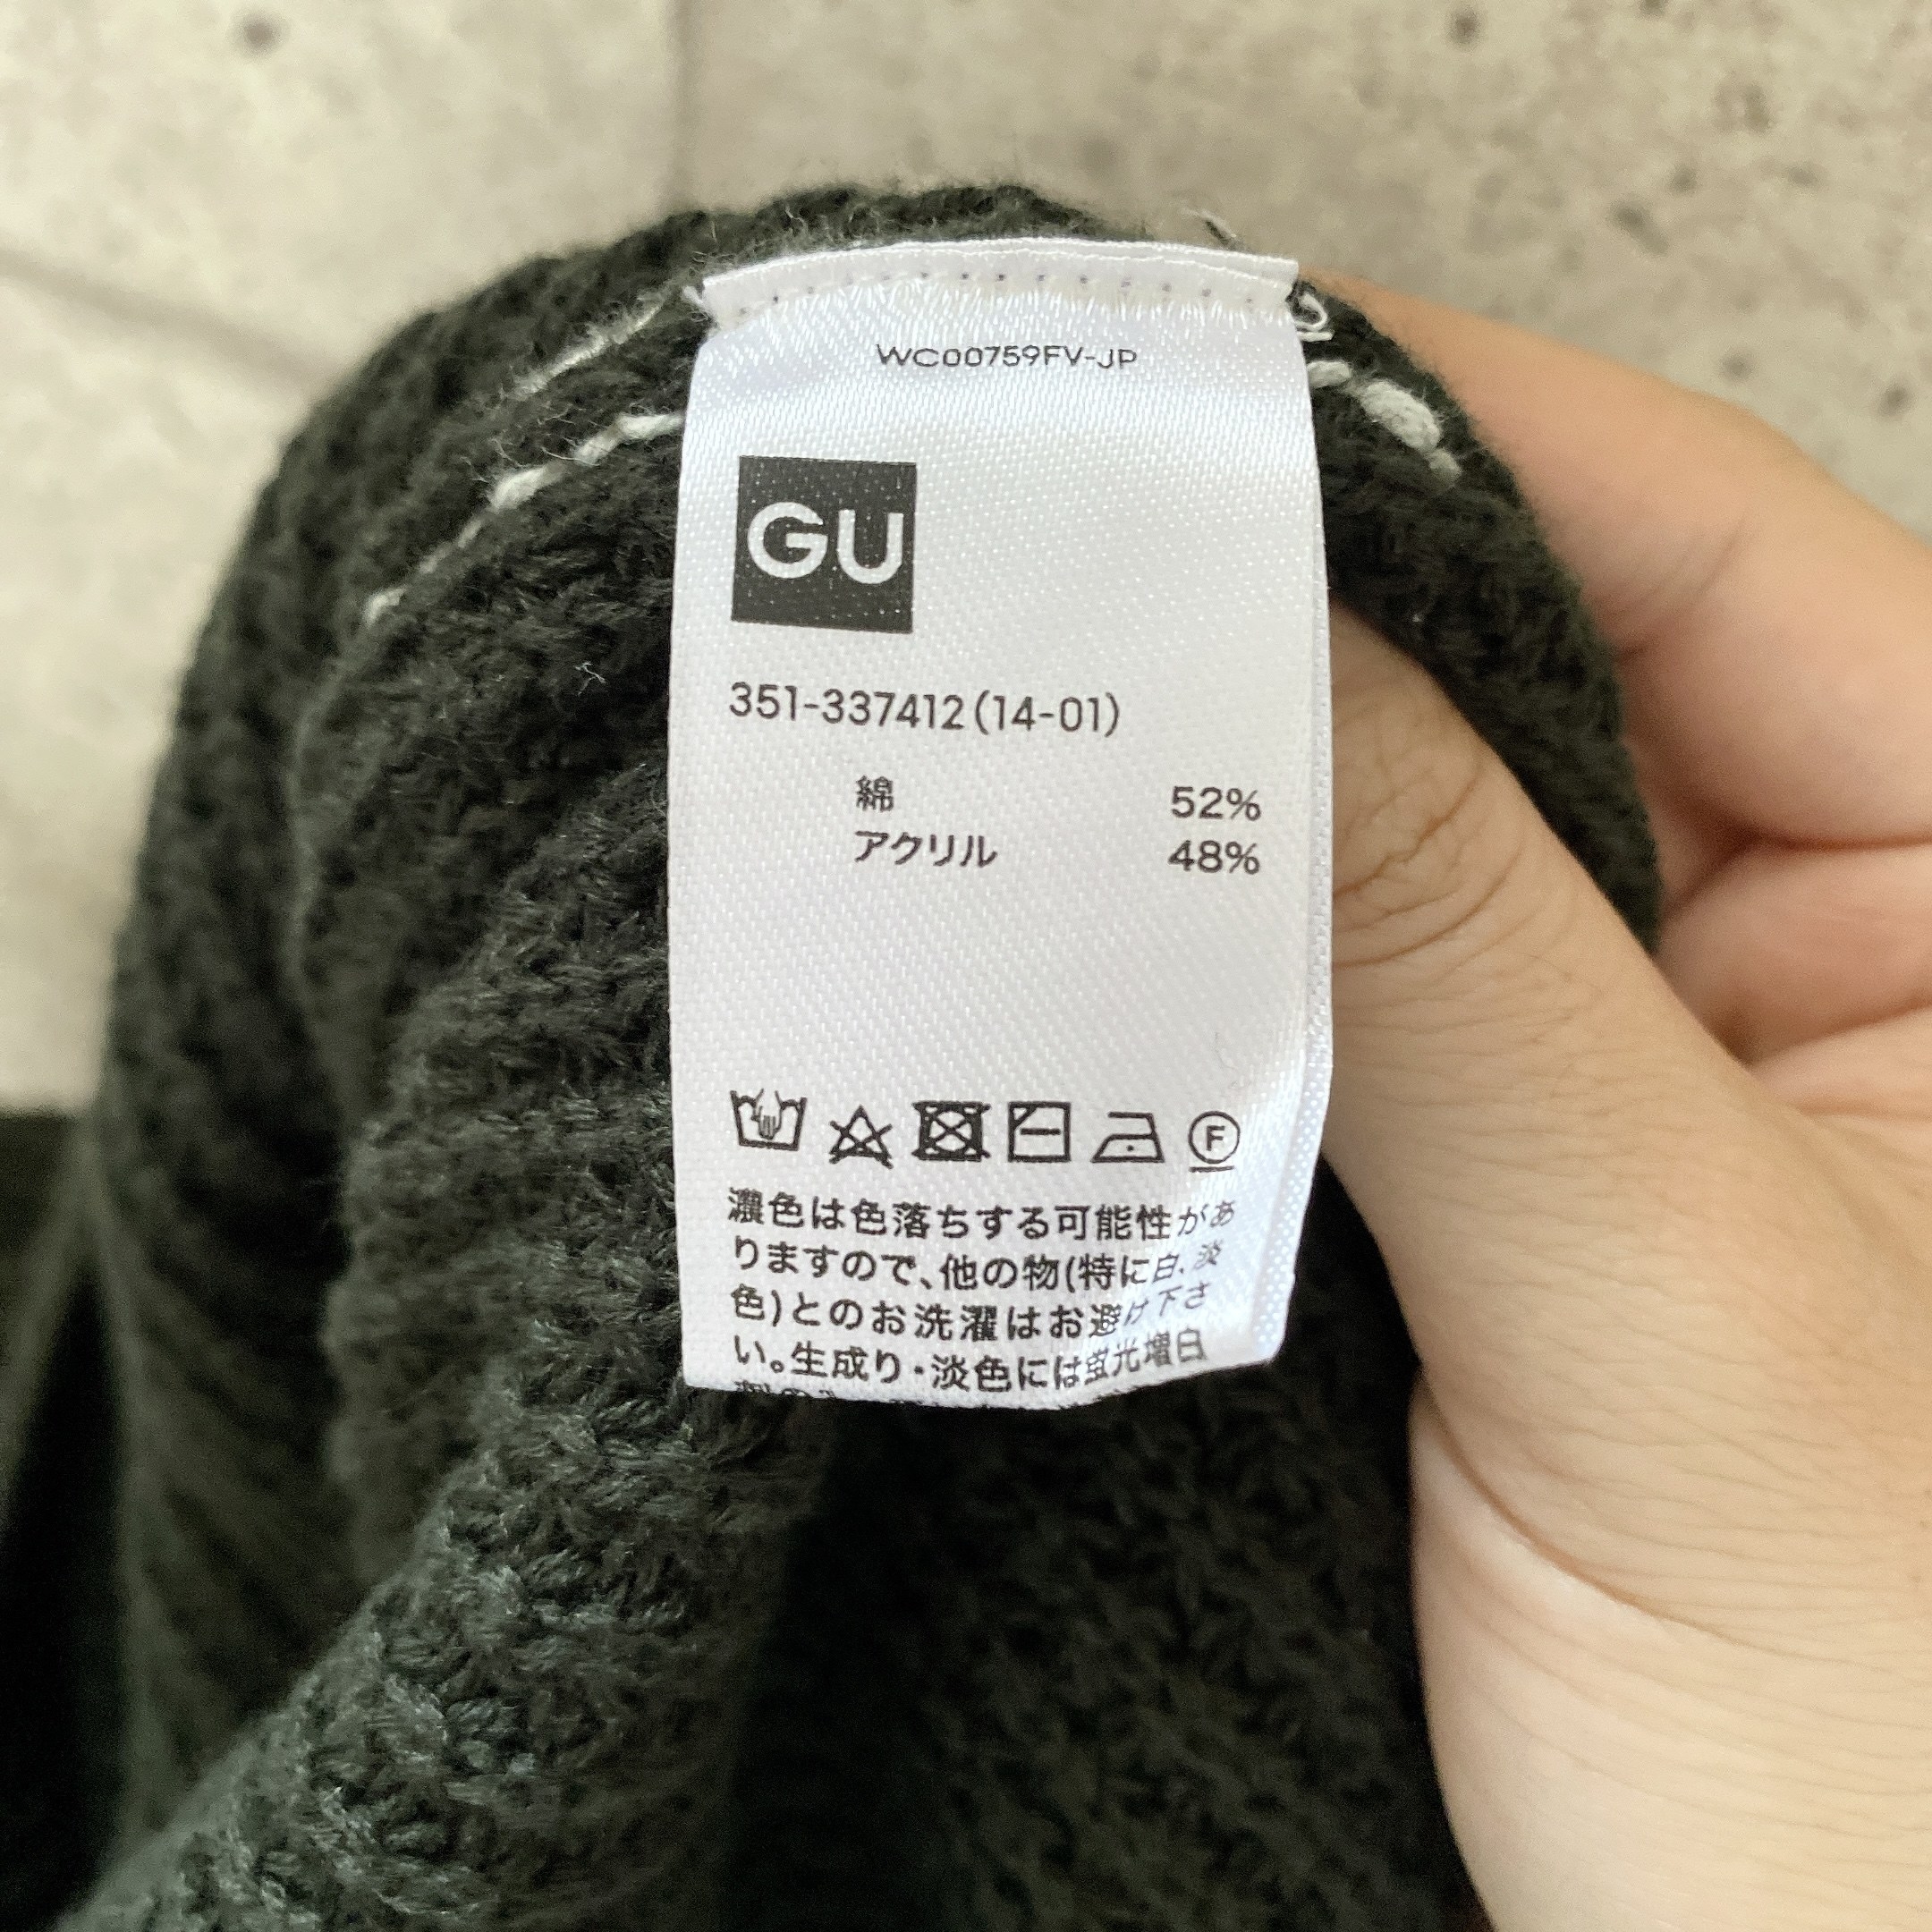 WC00759FV-JP
GU
351-337412(14-01)
綿 52%
アクリル 48%
F
濃色は色落ちする可能性があ
りますので、他の物(特に白、淡
色)とのお洗濯はお避け下さ
い。生成り・淡色には蛍光増白